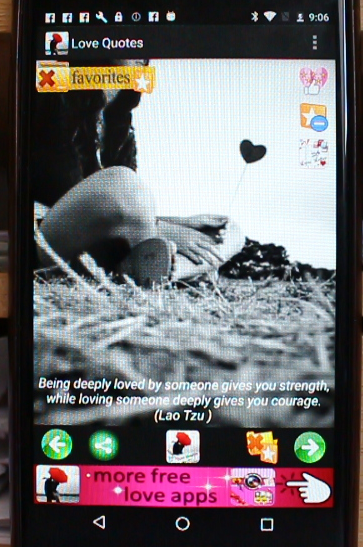 9:06
Love Quotes
favorites
Being deeply loved by someone gives you strength,
while loving someone deeply gives you courage.
(Lao Tzu )
more free
love apps